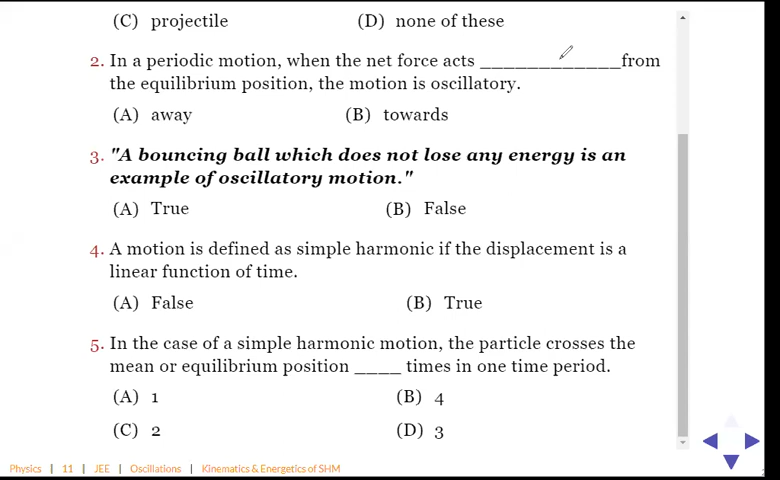 (C) projectile (D) none of these
2. In a periodic motion, when the net force acts ____________from
the equilibrium position, the motion is oscillatory.
(A) away (B) towards
3. "A bouncing ball which does not lose any energy is an
example of oscillatory motion."
(A) True (B) False
4. A motion is defined as simple harmonic if the displacement is a
linear function of time.
(A) False (B) True
5. In the case of a simple harmonic motion, the particle crosses the
mean or equilibrium position ____ times in one time period.
(A) 1 (B) 4
(C) 2 (D) 3
Physics | 11 | JEE | Oscillations | Kinematics & Energetics of SHM